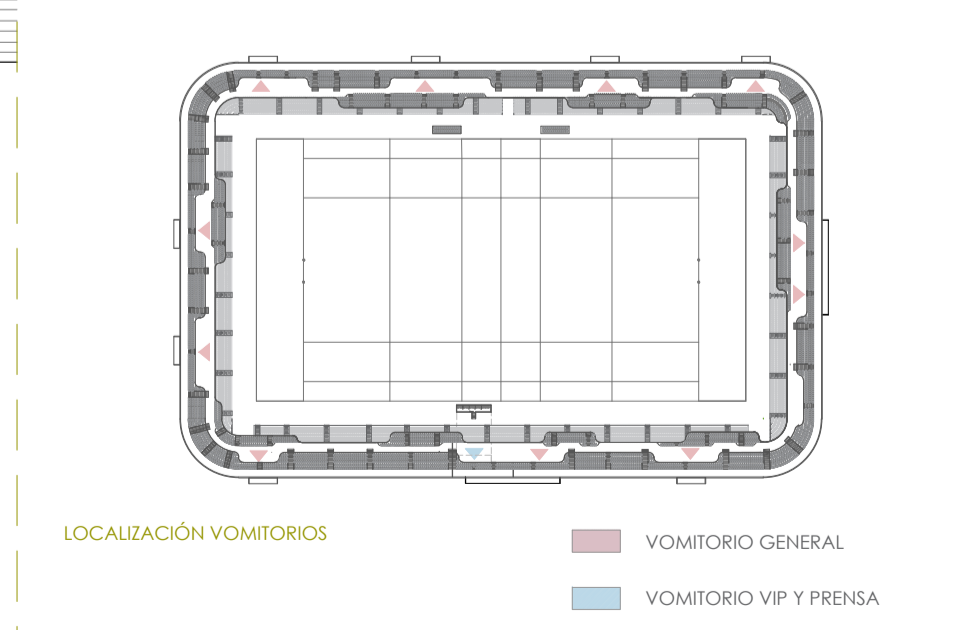 LOCALIZACIÓN VOMITORIOS
VOMITORIO GENERAL
VOMITORIO VIP Y PRENSA